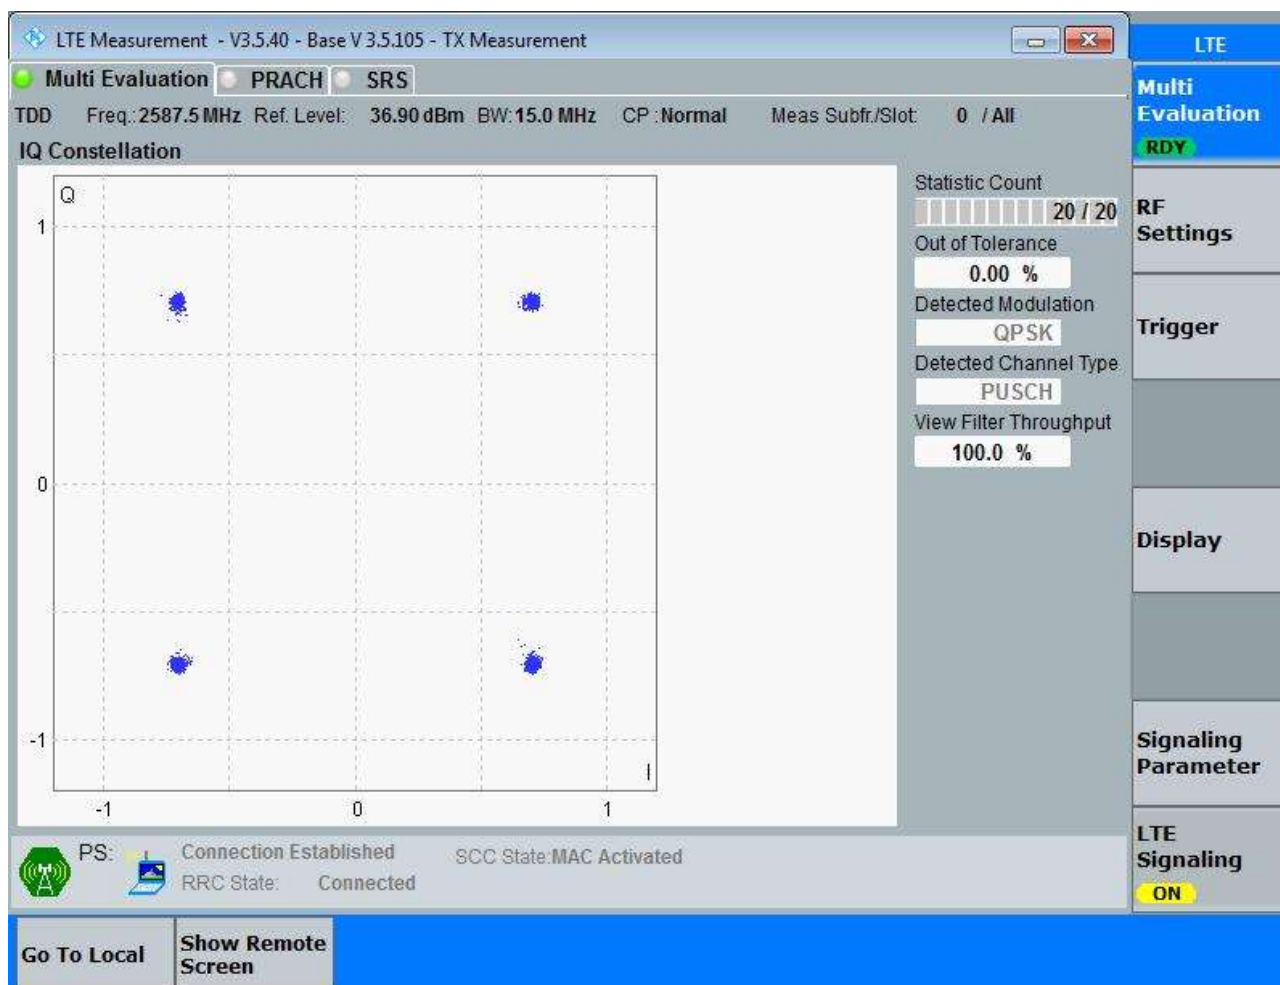 LTE Measurement - V3.5.40 - Base V 3.5.105 - TX Measurement
LTE
Multi Evaluation PRACH SRS
TDD Freq.:2587.5 MHz Ref. Level: 36.90 dBm BW:15.0 MHz CP :Normal Meas Subfr./Slot: 0 / All
IQ Constellation
Q
1
0
-1
I
-1 0 1
Statistic Count
20 / 20
Out of Tolerance
0.00 %
Detected Modulation
QPSK
Detected Channel Type
PUSCH
View Filter Throughput
100.0 %
Multi
Evaluation
RDY
RF
Settings
Trigger
Display
Signaling
Parameter
LTE
Signaling
ON
PS: Connection Established SCC State:MAC Activated
RRC State: Connected
Go To Local
Show Remote
Screen